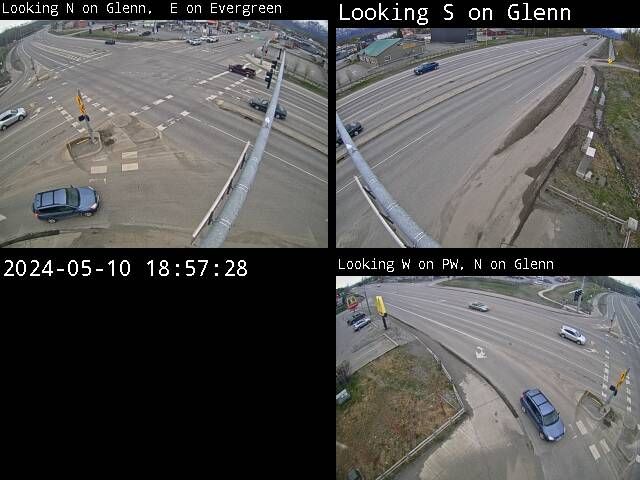 Looking N on Glenn,  E on Evergreen
Looking S on Glenn
2024-05-10 18:57:28
Looking W on PW, N on Glenn